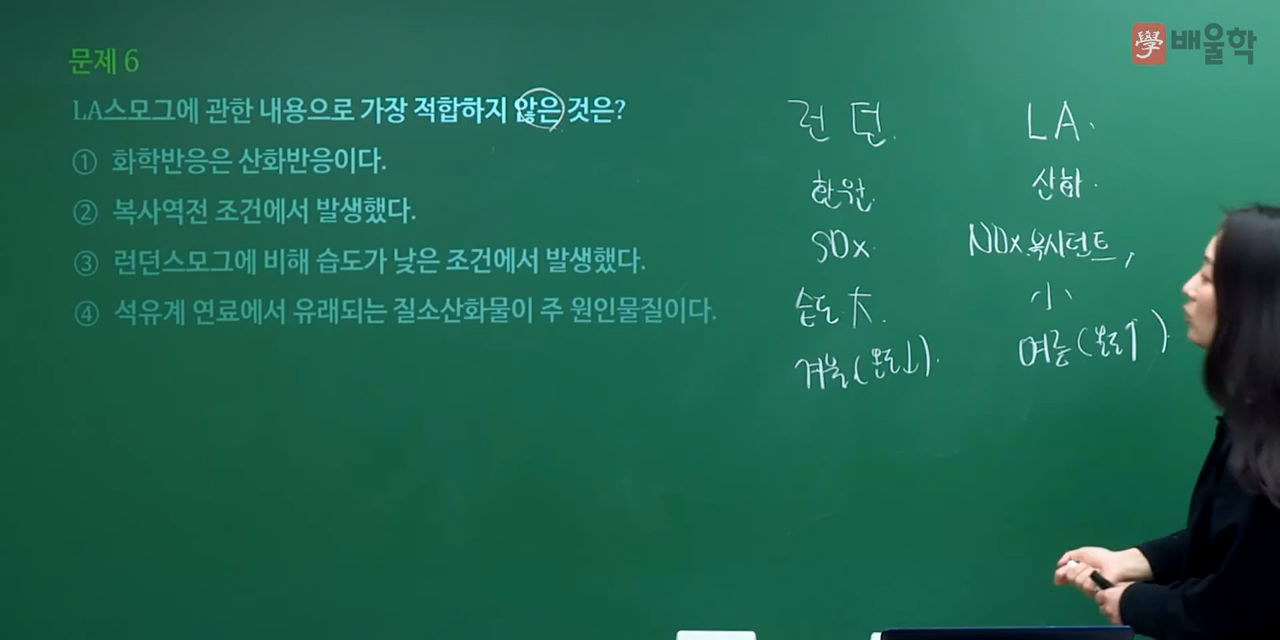 學 배울학
문제 6
LA스모그에 관한 내용으로 가장 적합하지 않은 것은?
① 화학반응은 산화반응이다.
② 복사역전 조건에서 발생했다.
③ 런던스모그에 비해 습도가 낮은 조건에서 발생했다.
④ 석유계 연료에서 유래되는 질소산화물이 주 원인물질이다.
런던. LA.
환원. 산화.
SOx. NOx.옥시던트,
습도 大. 小.
겨울(온도↓). 여름(온도↑).